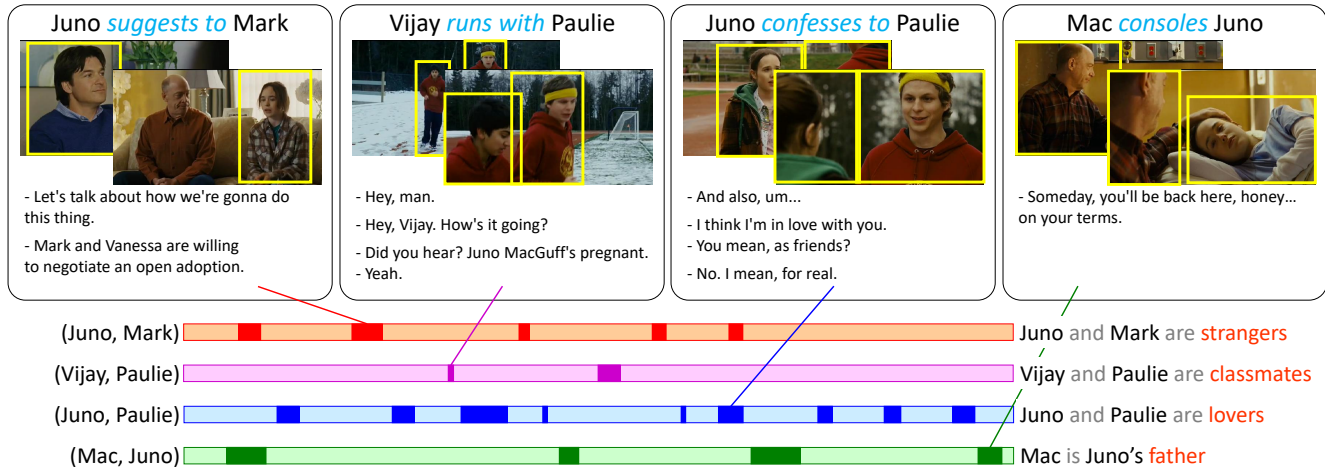 Juno suggests to Mark
- Let's talk about how we're gonna do
this thing.
- Mark and Vanessa are willing
to negotiate an open adoption.
Vijay runs with Paulie
- Hey, man.
- Hey, Vijay. How's it going?
- Did you hear? Juno MacGuff's pregnant.
- Yeah.
Juno confesses to Paulie
- And also, um...
- I think I'm in love with you.
- You mean, as friends?
- No. I mean, for real.
Mac consoles Juno
- Someday, you'll be back here, honey...
on your terms.
(Juno, Mark)
Juno and Mark are strangers
(Vijay, Paulie)
Vijay and Paulie are classmates
(Juno, Paulie)
Juno and Paulie are lovers
(Mac, Juno)
Mac is Juno's father